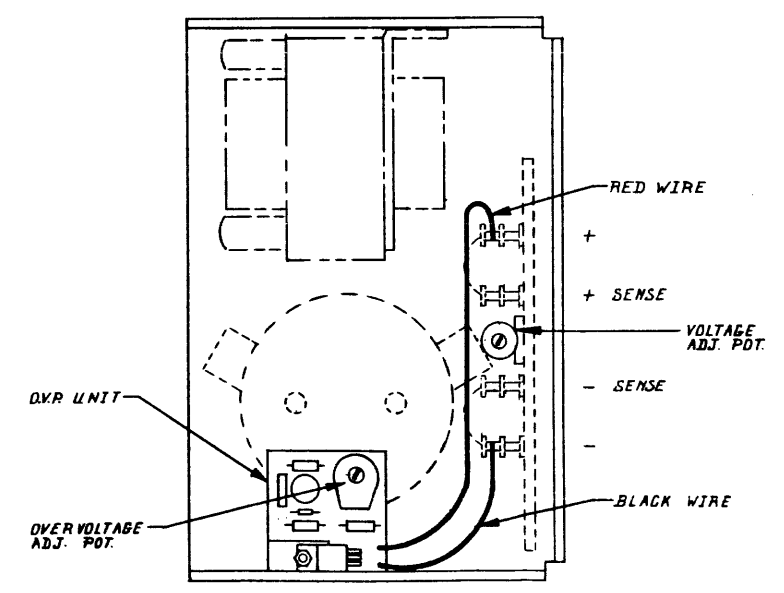 RED WIRE
+
+ SENSE
VOLTAGE
ADJ. POT.
- SENSE
O.V.P. UNIT
-
BLACK WIRE
OVERVOLTAGE
ADJ. POT.